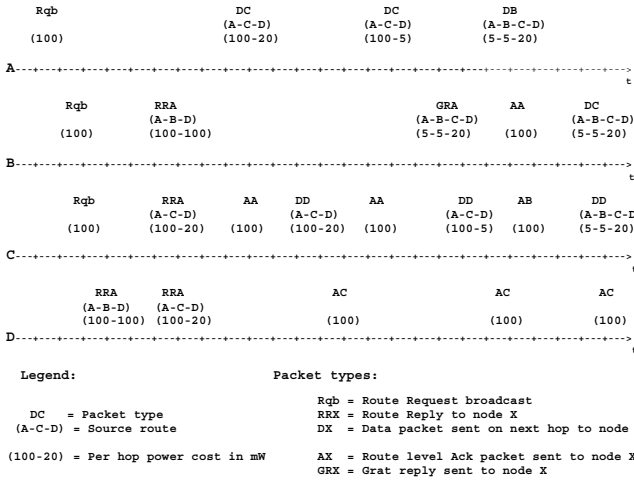 Rqb DC DC DB
(A-C-D) (A-C-D) (A-B-C-D)
(100) (100-20) (100-5) (5-5-20)
A
t
Rqb RRA GRA AA DC
(A-B-D) (A-B-C-D) (A-B-C-D)
(100) (100-100) (5-5-20) (100) (5-5-20)
B
t
Rqb RRA AA DD AA DD AB DD
(A-C-D) (A-C-D) (A-C-D) (A-B-C-D
(100) (100-20) (100) (100-20) (100) (100-5) (100) (5-5-20)
C
t
RRA RRA AC AC AC
(A-B-D) (A-C-D)
(100-100) (100-20) (100) (100) (100)
D
t
Legend: Packet types:
Rqb = Route Request broadcast
DC = Packet type RRX = Route Reply to node X
(A-C-D) = Source route DX = Data packet sent on next hop to node
(100-20) = Per hop power cost in mW AX = Route level Ack packet sent to node X
GRX = Grat reply sent to node X